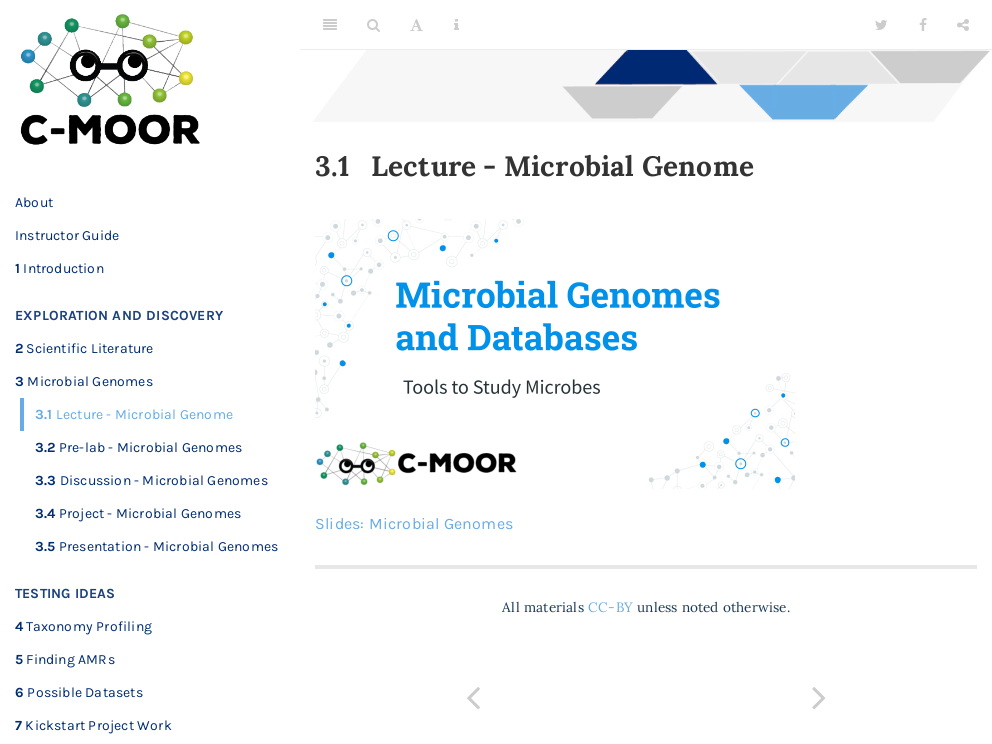 C-MOOR
About
Instructor Guide
1 Introduction
EXPLORATION AND DISCOVERY
2 Scientific Literature
3 Microbial Genomes
3.1 Lecture - Microbial Genome
3.2 Pre-lab - Microbial Genomes
3.3 Discussion - Microbial Genomes
3.4 Project - Microbial Genomes
3.5 Presentation - Microbial Genomes
TESTING IDEAS
4 Taxonomy Profiling
5 Finding AMRs
6 Possible Datasets
7 Kickstart Project Work
A
3.1 Lecture - Microbial Genome
Microbial Genomes
and Databases
Tools to Study Microbes
C-MOOR
Slides: Microbial Genomes
All materials CC-BY unless noted otherwise.